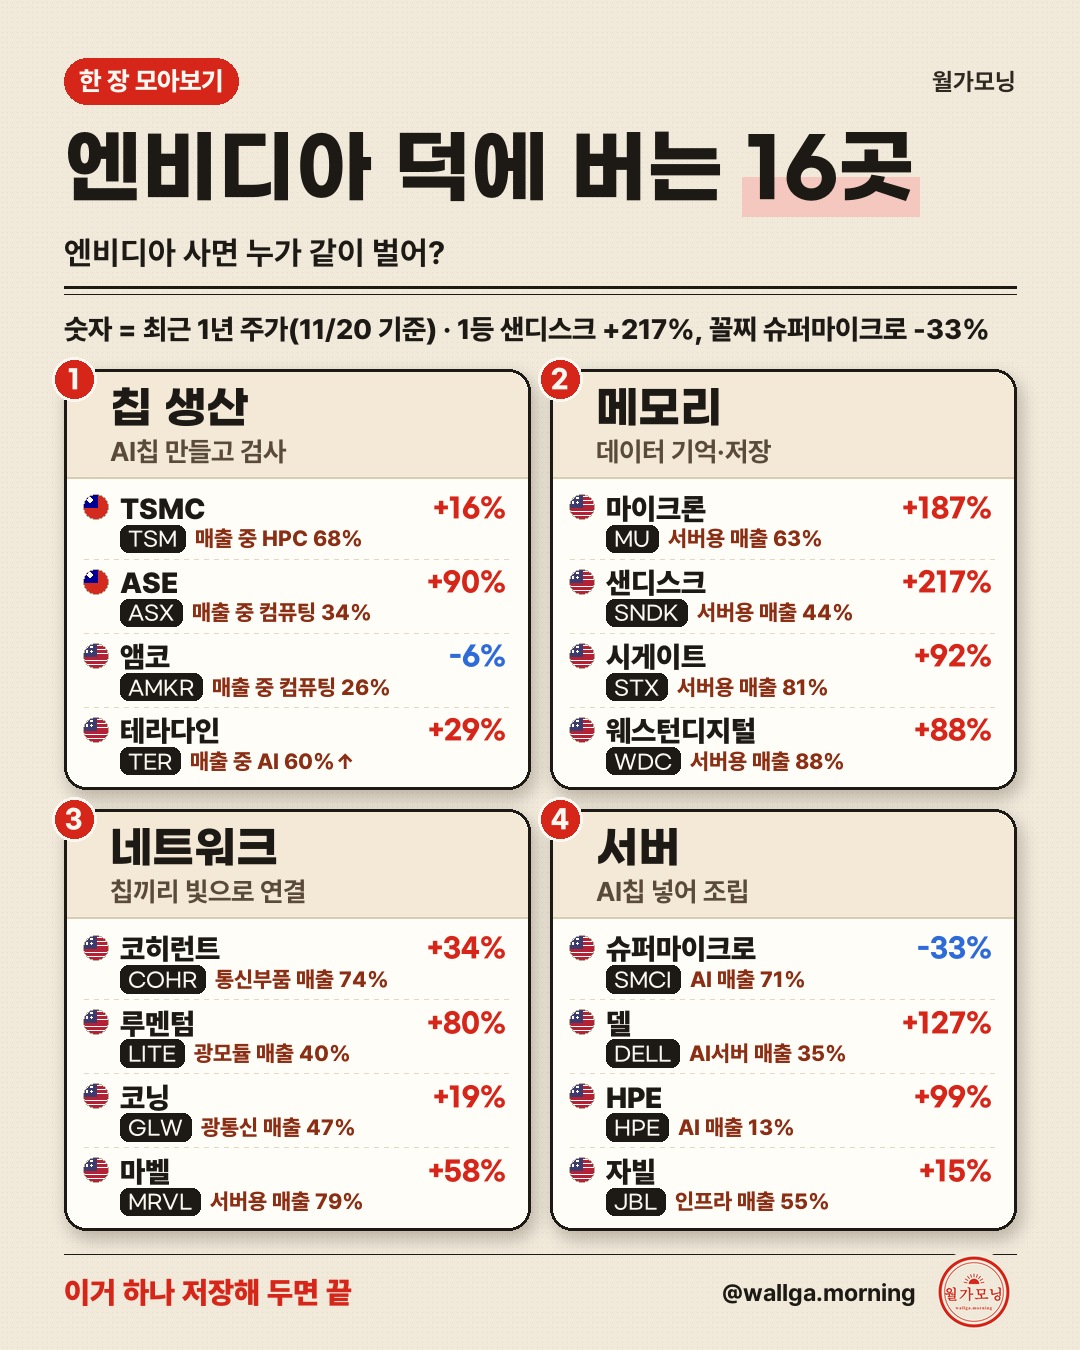 한 장 모아보기
월가모닝
엔비디아 덕에 버는 16곳
엔비디아 사면 누가 같이 벌어?
숫자 = 최근 1년 주가(11/20 기준) · 1등 샌디스크 +217%, 꼴찌 슈퍼마이크로 -33%
1
칩 생산
AI칩 만들고 검사
TSMC +16%
TSM 매출 중 HPC 68%
ASE +90%
ASX 매출 중 컴퓨팅 34%
앰코 -6%
AMKR 매출 중 컴퓨팅 26%
테라다인 +29%
TER 매출 중 AI 60%↑
2
메모리
데이터 기억·저장
마이크론 +187%
MU 서버용 매출 63%
샌디스크 +217%
SNDK 서버용 매출 44%
시게이트 +92%
STX 서버용 매출 81%
웨스턴디지털 +88%
WDC 서버용 매출 88%
3
네트워크
칩끼리 빛으로 연결
코히런트 +34%
COHR 통신부품 매출 74%
루멘텀 +80%
LITE 광모듈 매출 40%
코닝 +19%
GLW 광통신 매출 47%
마벨 +58%
MRVL 서버용 매출 79%
4
서버
AI칩 넣어 조립
슈퍼마이크로 -33%
SMCI AI 매출 71%
델 +127%
DELL AI서버 매출 35%
HPE +99%
HPE AI 매출 13%
자빌 +15%
JBL 인프라 매출 55%
이거 하나 저장해 두면 끝
@wallga.morning
월가모닝
wallga.morning